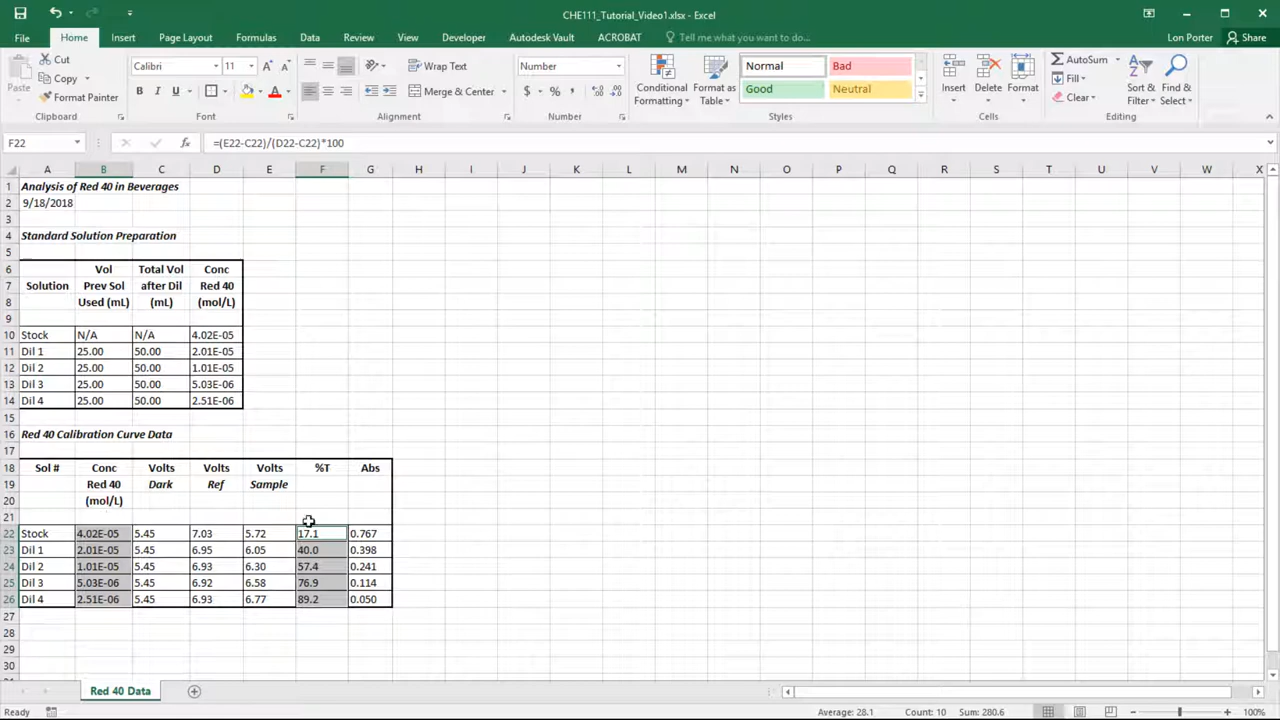 CHE111_Tutorial_Video1.xlsx - Excel
File Home Insert Page Layout Formulas Data Review View Developer Autodesk Vault ACROBAT Tell me what you want to do... Lon Porter Share
Paste Cut Copy Format Painter Clipboard
Calibri 11 B I U Font
Wrap Text Merge & Center Alignment
Number $ % , Number
Conditional Formatting Format as Table Normal Bad Good Neutral Styles
Insert Delete Format Cells
AutoSum Fill Clear Sort & Filter Find & Select Editing
F22 fx =(E22-C22)/(D22-C22)*100
A B C D E F G H I J K L M N O P Q R S T U V W X
1 Analysis of Red 40 in Beverages
2 9/18/2018
3
4 Standard Solution Preparation
5
6 Vol Total Vol Conc
7 Solution Prev Sol after Dil Red 40
8 Used (mL) (mL) (mol/L)
9
10 Stock N/A N/A 4.02E-05
11 Dil 1 25.00 50.00 2.01E-05
12 Dil 2 25.00 50.00 1.01E-05
13 Dil 3 25.00 50.00 5.03E-06
14 Dil 4 25.00 50.00 2.51E-06
15
16 Red 40 Calibration Curve Data
17
18 Sol # Conc Volts Volts Volts %T Abs
19 Red 40 Dark Ref Sample
20 (mol/L)
21
22 Stock 4.02E-05 5.45 7.03 5.72 17.1 0.767
23 Dil 1 2.01E-05 5.45 6.95 6.05 40.0 0.398
24 Dil 2 1.01E-05 5.45 6.93 6.30 57.4 0.241
25 Dil 3 5.03E-06 5.45 6.92 6.58 76.9 0.114
26 Dil 4 2.51E-06 5.45 6.93 6.77 89.2 0.050
27
28
29
30
Red 40 Data
Ready Average: 28.1 Count: 10 Sum: 280.6 100%